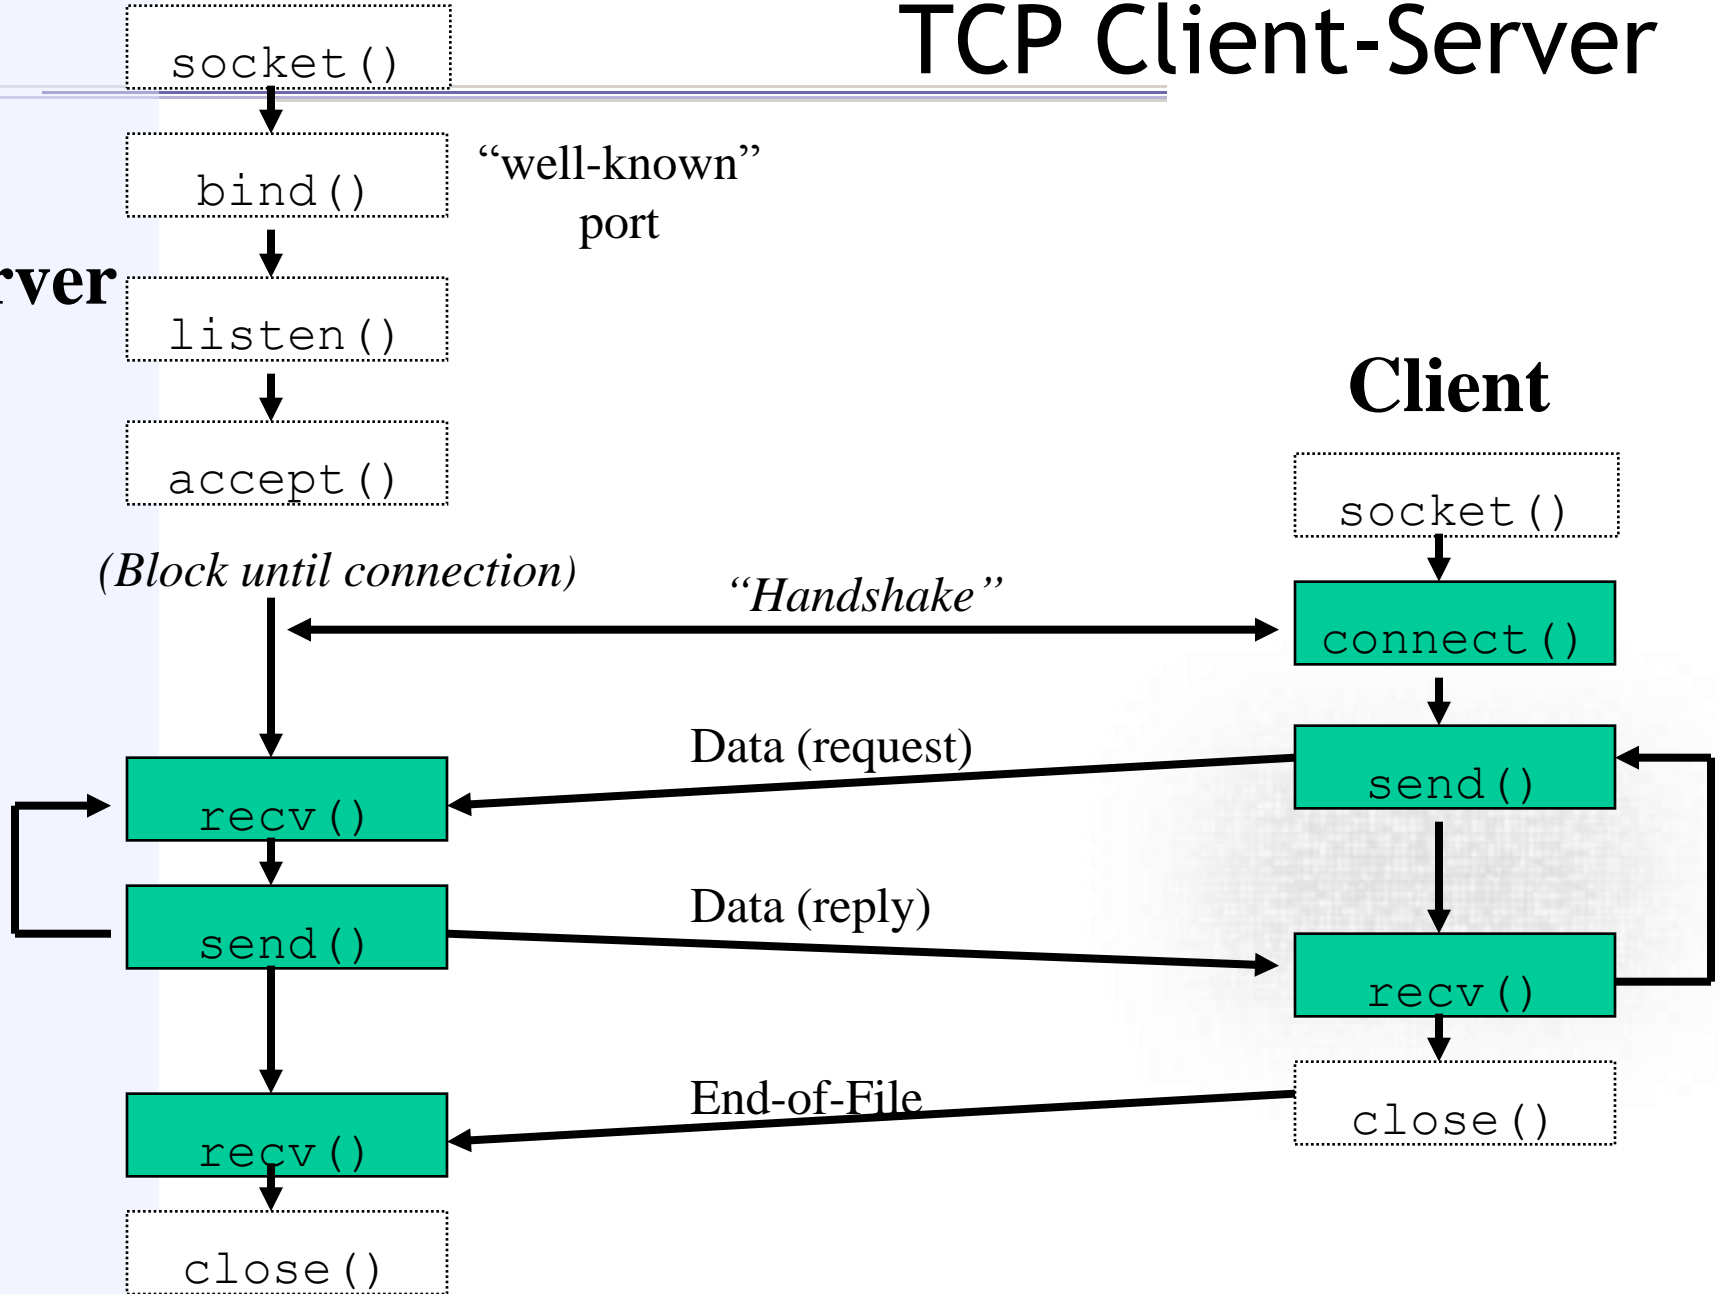 TCP Client-Server
socket()
bind()
“well-known”
port
rver
listen()
accept()
(Block until connection)
“Handshake”
Client
socket()
connect()
Data (request)
send()
recv()
Data (reply)
send()
recv()
End-of-File
close()
recv()
close()